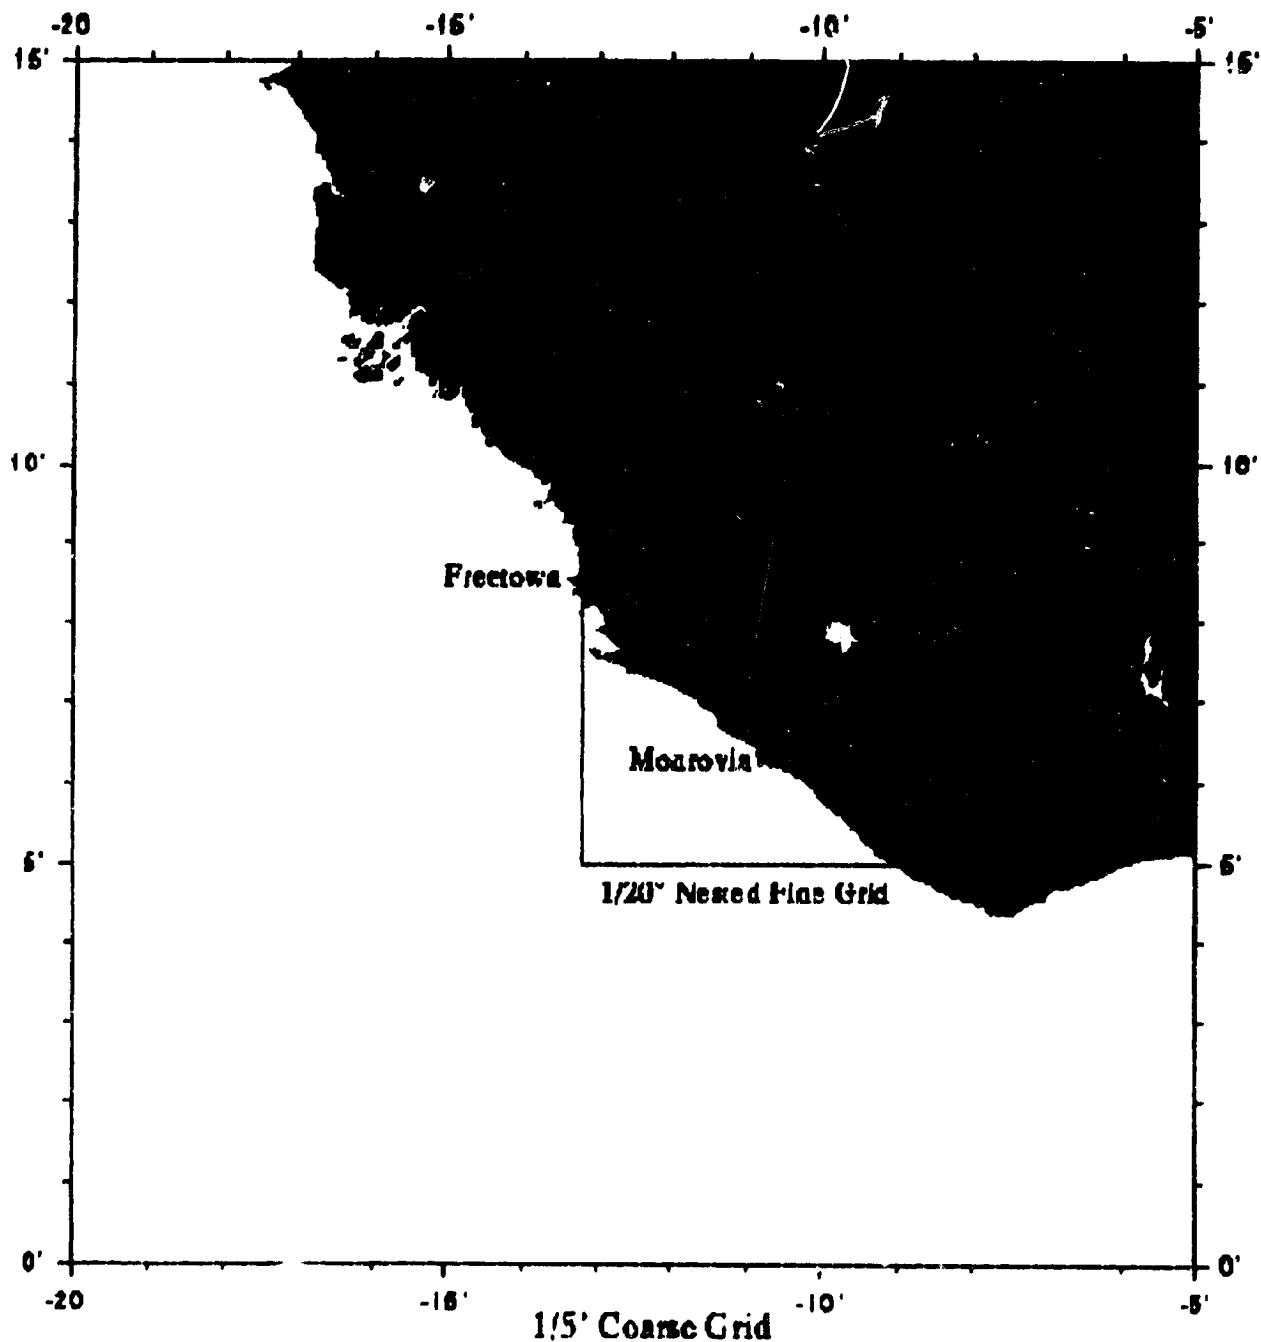 -20 -15' -10' -5'
15' 15'
10' 10'
Freetown
Monrovia
5' 5'
1/20° Nested Fine Grid
0' 0'
-20 -15' -10' -5'
1/5' Coarse Grid